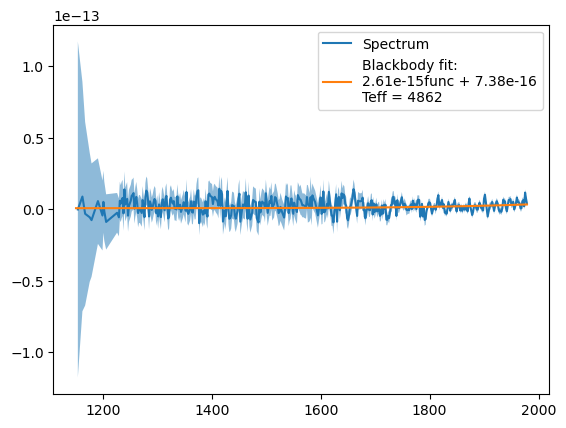 1e−13
Spectrum
Blackbody fit:
2.61e-15func + 7.38e-16
Teff = 4862
1.0
0.5
0.0
−0.5
−1.0
1200 1400 1600 1800 2000